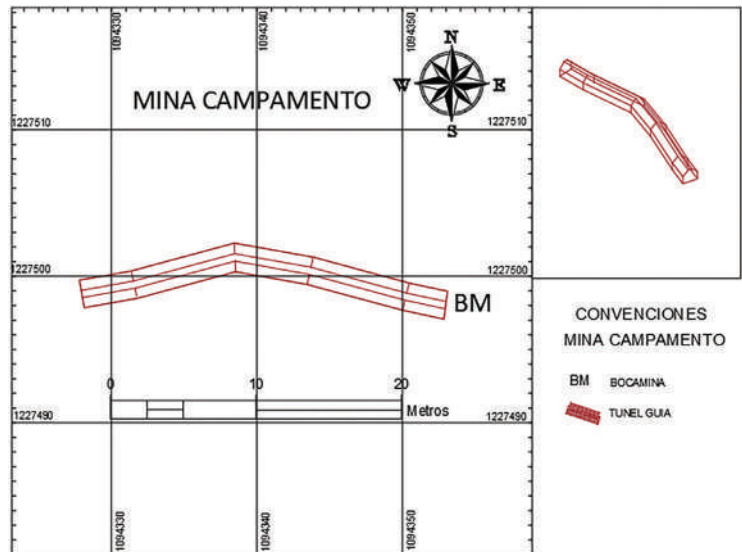 1094330
1094340
1094350
N
W E
S
MINA CAMPAMENTO
1227510 1227510
1227500 1227500
BM
0 10 20
Metros
1227490 1227490
1094330
1094340
1094350
CONVENCIONES
MINA CAMPAMENTO
BM BOCAMINA
TUNEL GUIA